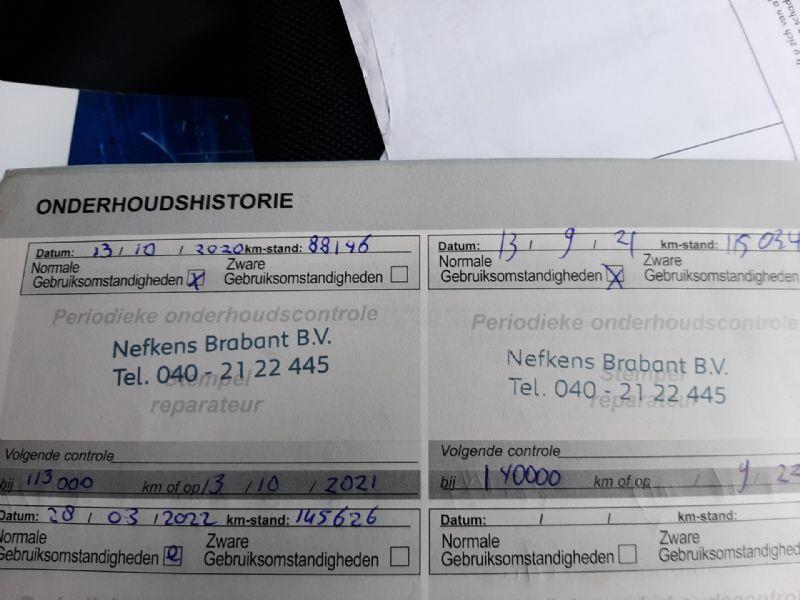 ONDERHOUDSHISTORIE
Datum: 23 / 10 / 2020 km-stand: 88146
Normale Gebruiksomstandigheden x Zware Gebruiksomstandigheden
Periodieke onderhoudscontrole
Nefkens Brabant B.V.
Tel. 040 - 21 22 445
Stempel
reparateur
Volgende controle
bij 113000 km of op 13 / 10 / 2021
Datum: 13 / 9 / 21 km-stand: 115034
Normale Gebruiksomstandigheden x Zware Gebruiksomstandigheden
Periodieke onderhoudscontrole
Nefkens Brabant B.V.
Tel. 040 - 21 22 445
Stempel
reparateur
Volgende controle
bij 140000 km of op / 9 /
Datum: 28 / 03 / 2022 km-stand: 145626
Normale Gebruiksomstandigheden Zware Gebruiksomstandigheden
Datum: / / km-stand:
Normale Gebruiksomstandigheden Zware Gebruiksomstandigheden